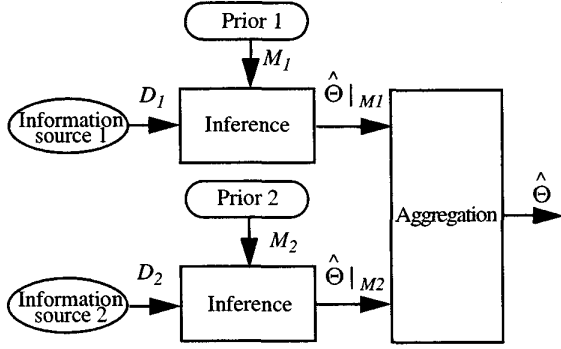 Prior 1
M1
D1
Θ̂ |M1
Information
source 1
Inference
Prior 2
Θ̂
Aggregation
M2
D2
Θ̂ |M2
Information
source 2
Inference